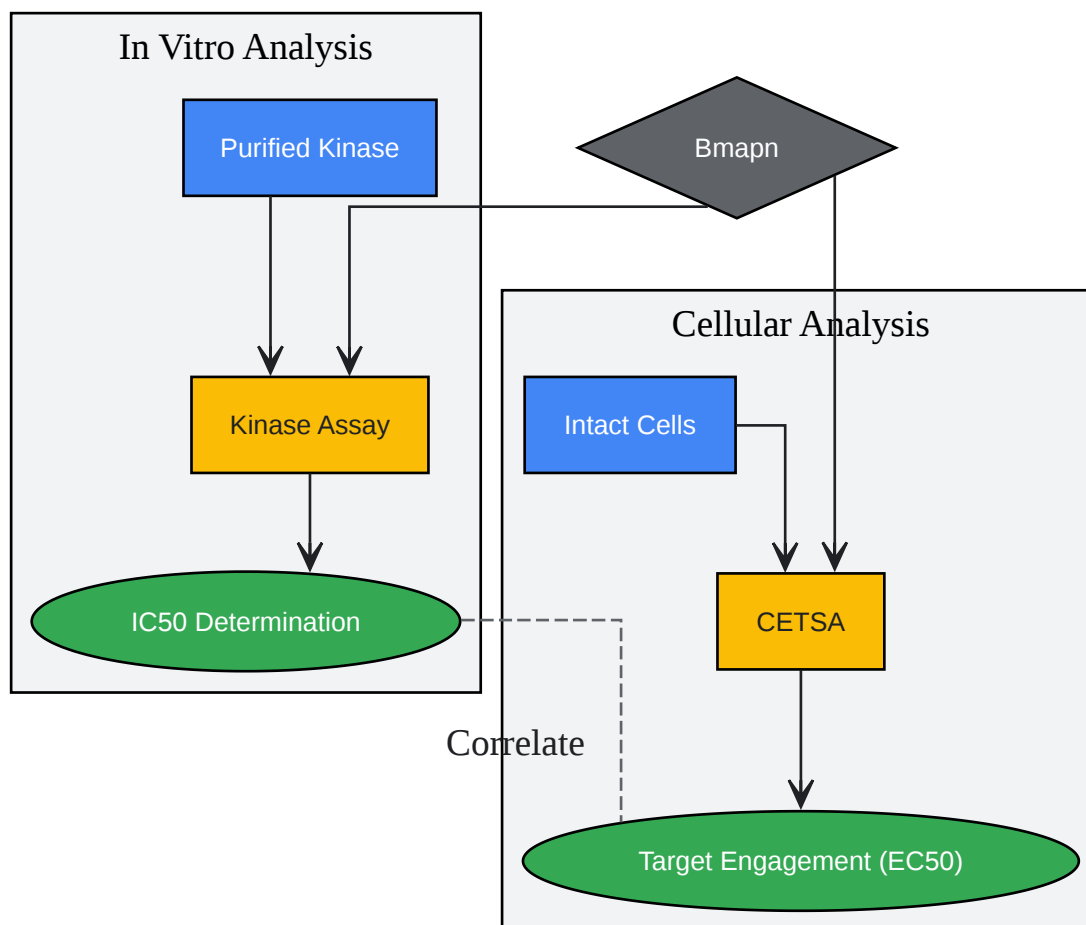 In Vitro Analysis
Purified Kinase
Bmapn
Cellular Analysis
Kinase Assay
Intact Cells
IC50 Determination
CETSA
Correlate
Target Engagement (EC50)